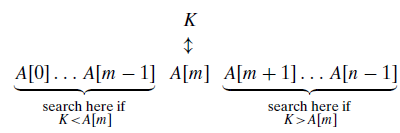 K
↕
A[0] . . . A[m − 1] A[m] A[m + 1] . . . A[n − 1]
search here if search here if
K<A[m] K>A[m]